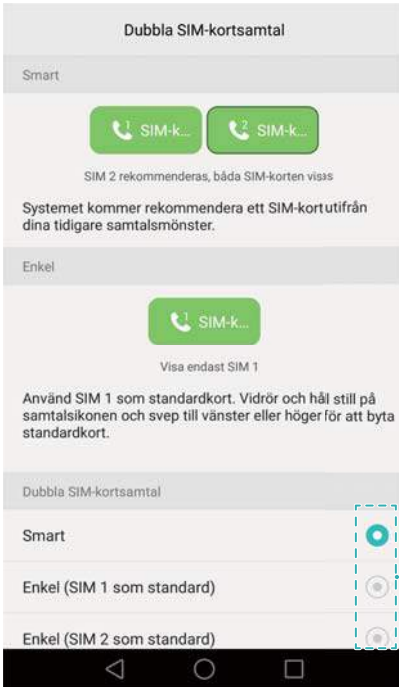 Dubbla SIM-kortsamtal
Smart
1 SIM-k...
2 SIM-k...
SIM 2 rekommenderas, båda SIM-korten visas
Systemet kommer rekommendera ett SIM-kort utifrån
dina tidigare samtalsmönster.
Enkel
1 SIM-k...
Visa endast SIM 1
Använd SIM 1 som standardkort. Vidrör och håll still på
samtalsikonen och svep till vänster eller höger för att byta
standardkort.
Dubbla SIM-kortsamtal
Smart
Enkel (SIM 1 som standard)
Enkel (SIM 2 som standard)